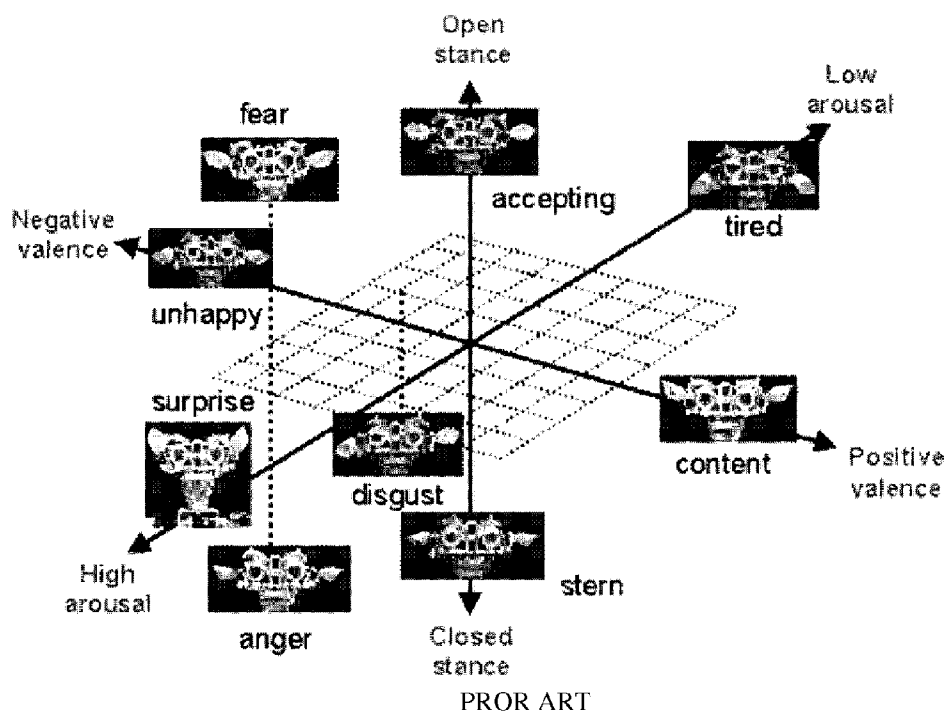 Open
stance
Low
arousal
fear
accepting
tired
Negative
valence
unhappy
surprise
content
Positive
valence
disgust
High
arousal
anger
stern
Closed
stance
PROR ART